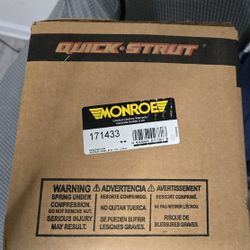 QUICK-STRUT
MONROE
171433
WARNING
SPRING UNDER
COMPRESSION.
DO NOT REMOVE NUT.
SERIOUS INJURY
MAY RESULT.
ADVERTENCIA
RESORTE COMPRIMIDO.
NO QUITAR TUERCA
SE PUEDEN SUFRIR
LESIONES GRAVES.
AVERTISSEMENT
RESSORT COMPRIMÉ.
NE PAS RETIRER L'ÉCROU.
RISQUE DE
BLESSURES GRAVES.